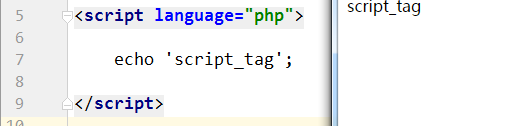 5 <script language="php">
6
7 echo 'script_tag';
8
9 </script>
10
script_tag